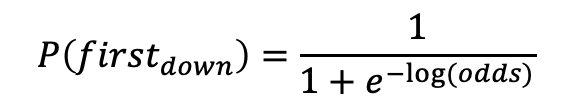 P(first_down) = 1 / (1 + e^(−log(odds)))